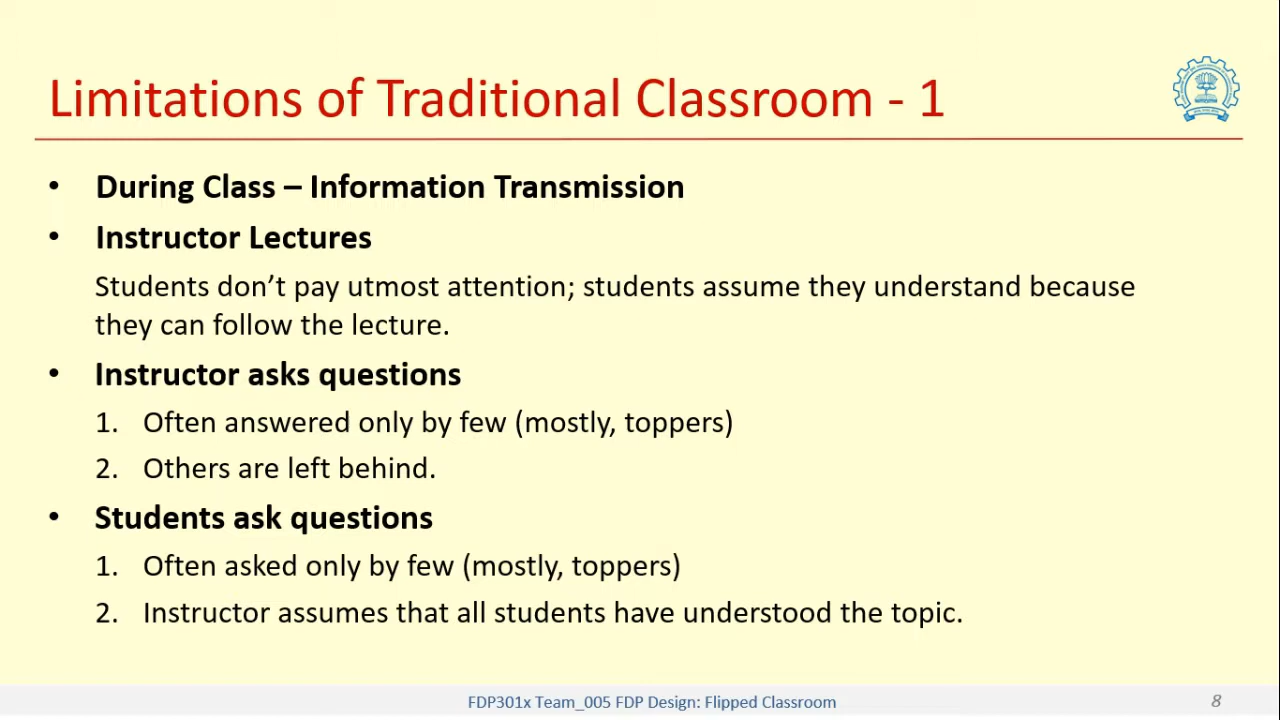 Limitations of Traditional Classroom - 1
• During Class – Information Transmission
• Instructor Lectures
Students don’t pay utmost attention; students assume they understand because
they can follow the lecture.
• Instructor asks questions
1. Often answered only by few (mostly, toppers)
2. Others are left behind.
• Students ask questions
1. Often asked only by few (mostly, toppers)
2. Instructor assumes that all students have understood the topic.
FDP301x Team_005 FDP Design: Flipped Classroom
8